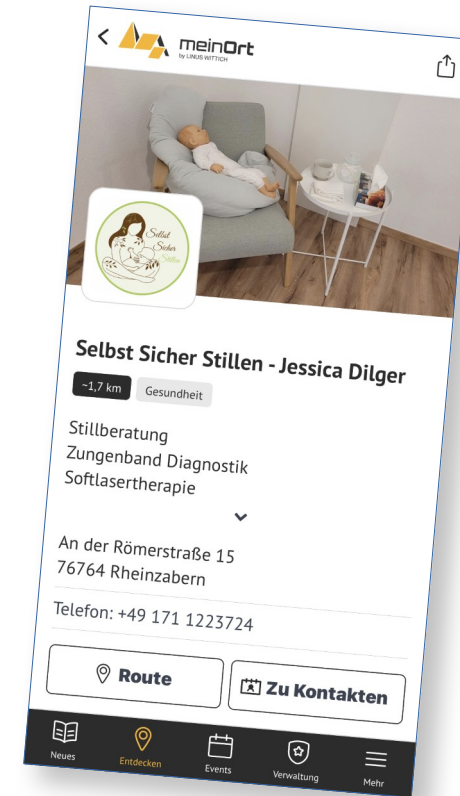 meinOrt
by LINUS WITTICH
Selbst
Sicher
Stillen
Selbst Sicher Stillen - Jessica Dilger
~1,7 km
Gesundheit
Stillberatung
Zungenband Diagnostik
Softlasertherapie
An der Römerstraße 15
76764 Rheinzabern
Telefon: +49 171 1223724
Route
Zu Kontakten
Neues
Entdecken
Events
Verwaltung
Mehr